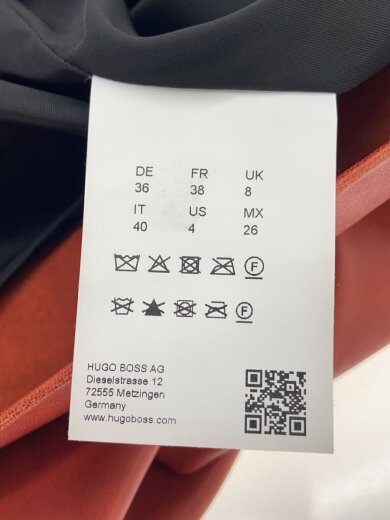 DE FR UK
36 38 8
IT US MX
40 4 26
F
F
HUGO BOSS AG
Dieselstrasse 12
72555 Metzingen
Germany
www.hugoboss.com